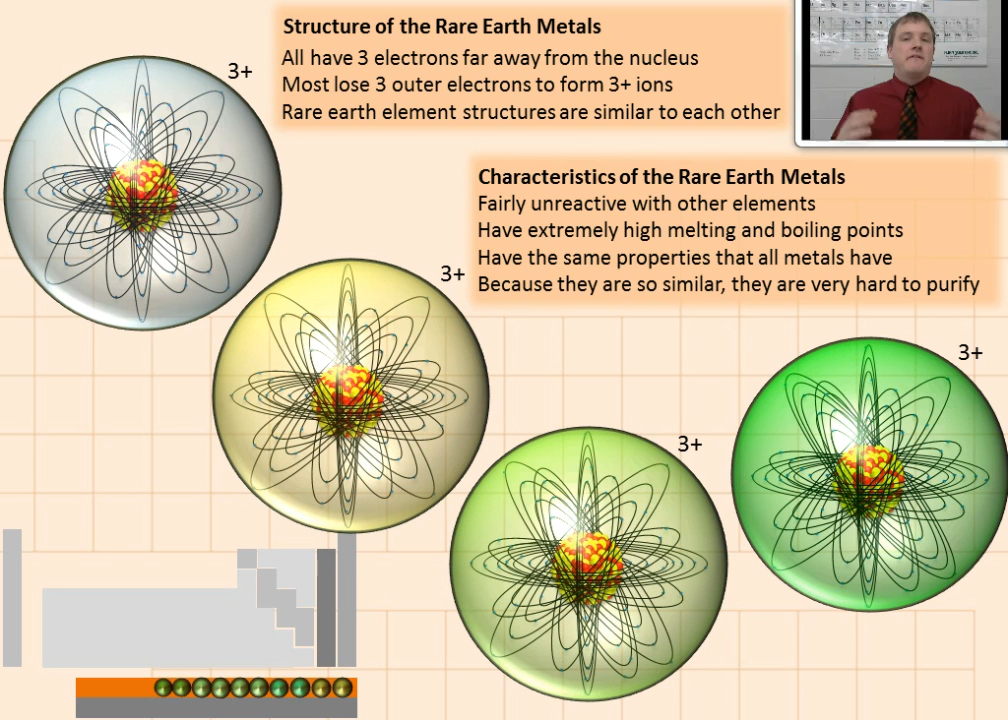 Structure of the Rare Earth Metals
All have 3 electrons far away from the nucleus
Most lose 3 outer electrons to form 3+ ions
Rare earth element structures are similar to each other
3+
Characteristics of the Rare Earth Metals
Fairly unreactive with other elements
Have extremely high melting and boiling points
Have the same properties that all metals have
Because they are so similar, they are very hard to purify
3+
3+
3+